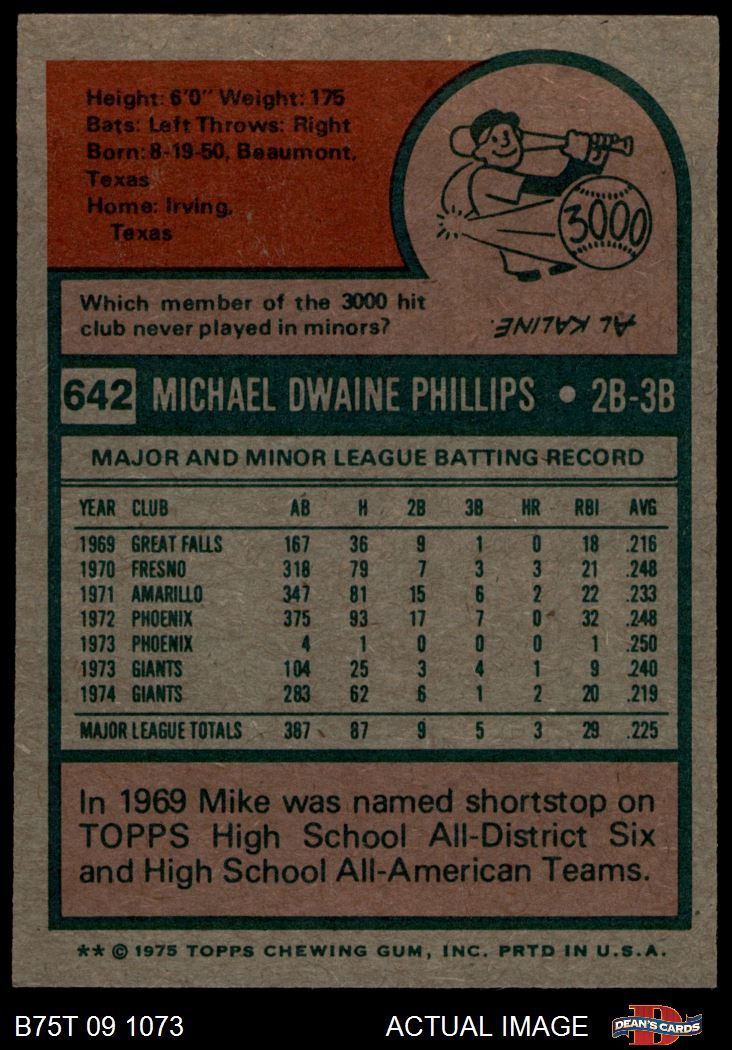 Height: 6'0" Weight: 175
Bats: Left Throws: Right
Born: 8-19-50, Beaumont,
Texas
Home: Irving,
Texas
3000
Which member of the 3000 hit
club never played in minors?
AL KALINE.
642 MICHAEL DWAINE PHILLIPS • 2B-3B
MAJOR AND MINOR LEAGUE BATTING RECORD
YEAR CLUB AB H 2B 3B HR RBI AVG
1969 GREAT FALLS 167 36 9 1 0 18 .216
1970 FRESNO 318 79 7 3 3 21 .248
1971 AMARILLO 347 81 15 6 2 22 .233
1972 PHOENIX 375 93 17 7 0 32 .248
1973 PHOENIX 4 1 0 0 0 1 .250
1973 GIANTS 104 25 3 4 1 9 .240
1974 GIANTS 283 62 6 1 2 20 .219
MAJOR LEAGUE TOTALS 387 87 9 5 3 29 .225
In 1969 Mike was named shortstop on
TOPPS High School All-District Six
and High School All-American Teams.
** © 1975 TOPPS CHEWING GUM, INC. PRTD IN U.S.A.
B75T 09 1073 ACTUAL IMAGE D DEAN'S CARDS